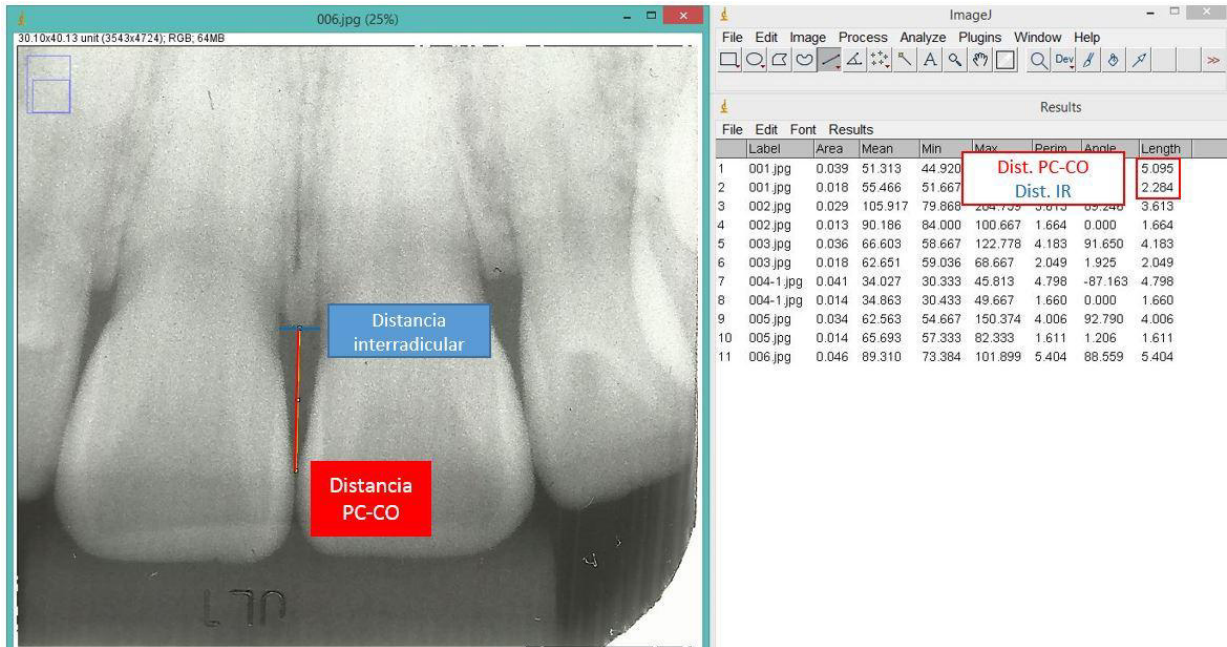 006.jpg (25%)
30.10x40.13 unit (3543x4724); RGB; 64MB
Distancia
interradicular
Distancia
PC-CO
ImageJ
File Edit Image Process Analyze Plugins Window Help
A Dev >>
Results
File Edit Font Results
Label Area Mean Min Max Perim. Angle Length
Dist. PC-CO
Dist. IR
1 001.jpg 0.039 51.313 44.920 5.095
2 001.jpg 0.018 55.466 51.667 2.284
3 002.jpg 0.029 105.917 79.868 3.613
4 002.jpg 0.013 90.186 84.000 100.667 1.664 0.000 1.664
5 003.jpg 0.036 66.603 58.667 122.778 4.183 91.650 4.183
6 003.jpg 0.018 62.651 59.036 68.667 2.049 1.925 2.049
7 004-1.jpg 0.041 34.027 30.333 45.813 4.798 -87.163 4.798
8 004-1.jpg 0.014 34.863 30.433 49.667 1.660 0.000 1.660
9 005.jpg 0.034 62.563 54.667 150.374 4.006 92.790 4.006
10 005.jpg 0.014 65.693 57.333 82.333 1.611 1.206 1.611
11 006.jpg 0.046 89.310 73.384 101.899 5.404 88.559 5.404